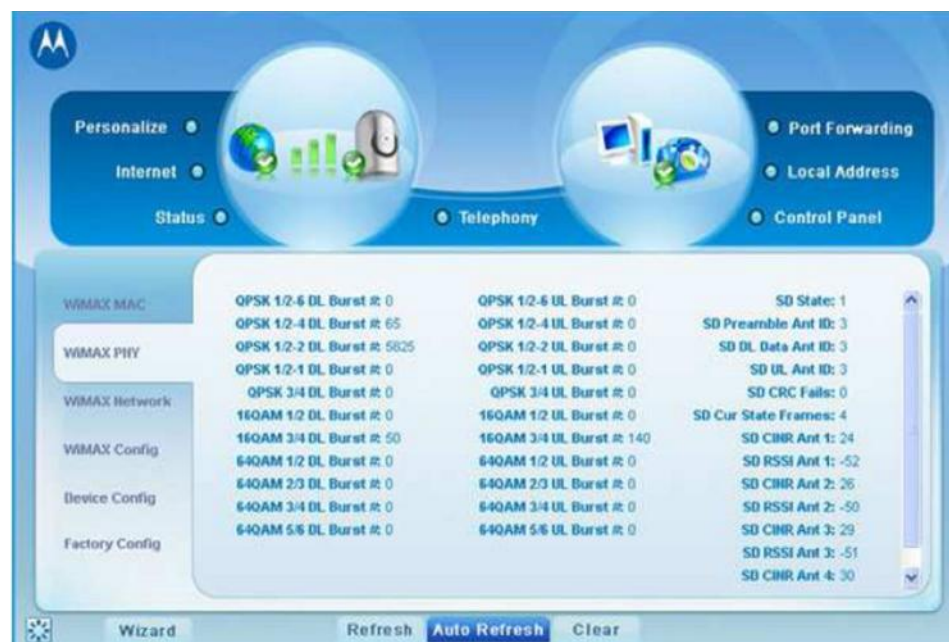 Personalize
Internet
Status
Telephony
Port Forwarding
Local Address
Control Panel
WiMAX MAC
WiMAX PHY
WiMAX Network
WiMAX Config
Device Config
Factory Config
QPSK 1/2-6 DL Burst #: 0
QPSK 1/2-4 DL Burst #: 65
QPSK 1/2-2 DL Burst #: 5825
QPSK 1/2-1 DL Burst #: 0
QPSK 3/4 DL Burst #: 0
16QAM 1/2 DL Burst #: 0
16QAM 3/4 DL Burst #: 50
64QAM 1/2 DL Burst #: 0
64QAM 2/3 DL Burst #: 0
64QAM 3/4 DL Burst #: 0
64QAM 5/6 DL Burst #: 0
QPSK 1/2-6 UL Burst #: 0
QPSK 1/2-4 UL Burst #: 0
QPSK 1/2-2 UL Burst #: 0
QPSK 1/2-1 UL Burst #: 0
QPSK 3/4 UL Burst #: 0
16QAM 1/2 UL Burst #: 0
16QAM 3/4 UL Burst #: 140
64QAM 1/2 UL Burst #: 0
64QAM 2/3 UL Burst #: 0
64QAM 3/4 UL Burst #: 0
64QAM 5/6 UL Burst #: 0
SD State: 1
SD Preamble Ant ID: 3
SD DL Data Ant ID: 3
SD UL Ant ID: 3
SD CRC Fails: 0
SD Cur State Frames: 4
SD CINR Ant 1: 24
SD RSSI Ant 1: -52
SD CINR Ant 2: 26
SD RSSI Ant 2: -50
SD CINR Ant 3: 29
SD RSSI Ant 3: -51
SD CINR Ant 4: 30
Wizard
Refresh
Auto Refresh
Clear